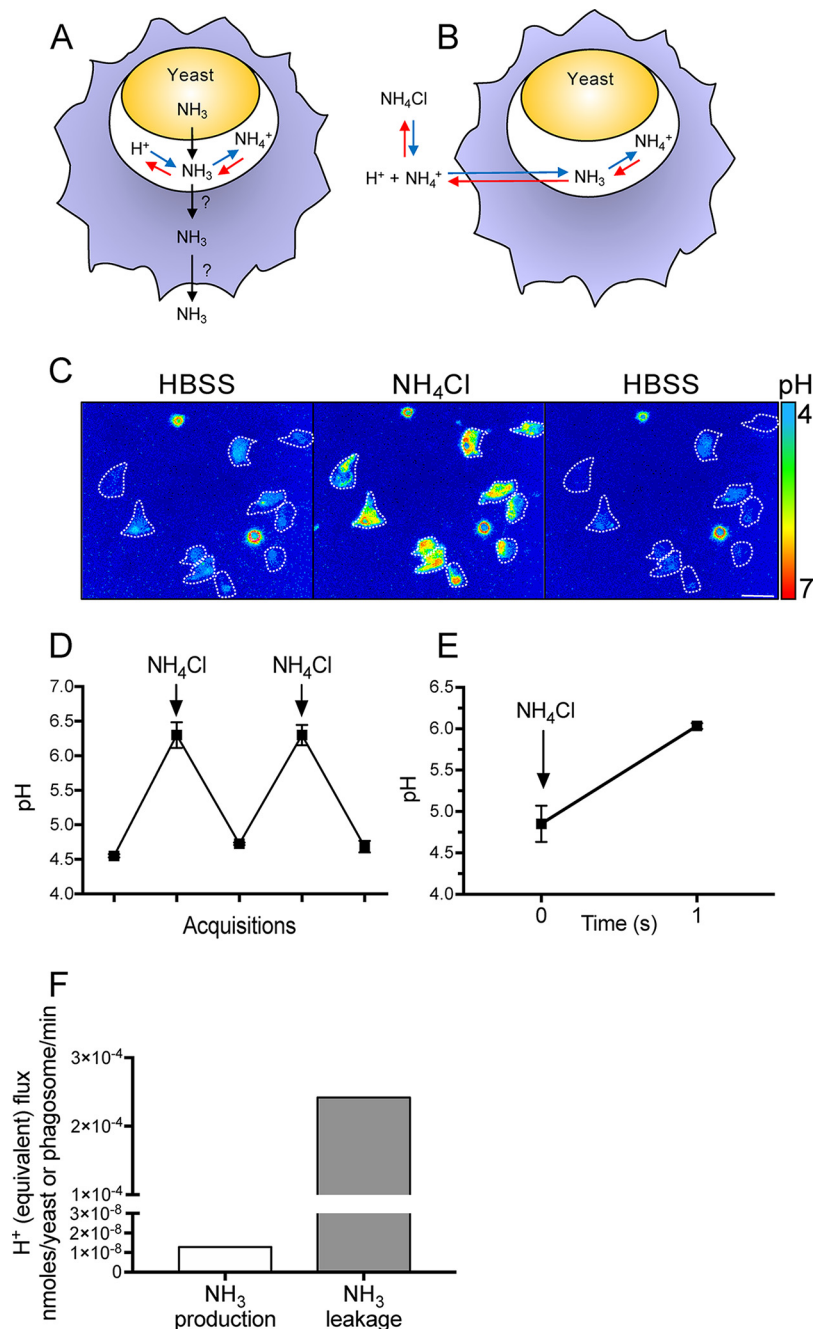 A
B
Yeast
NH₃
H⁺
NH₄⁺
NH₃
?
NH₃
?
NH₃
NH₄Cl
H⁺ + NH₄⁺
Yeast
NH₄⁺
NH₃
C
HBSS
NH₄Cl
HBSS
pH
4
7
D
NH₄Cl
NH₄Cl
7.0
6.5
6.0
5.5
5.0
4.5
4.0
pH
Acquisitions
E
NH₄Cl
6.5
6.0
5.5
5.0
4.5
4.0
pH
0
1
Time (s)
F
H⁺ (equivalent) flux
nmoles/yeast or phagosome/min
3×10⁻⁴
2×10⁻⁴
1×10⁻⁴
3×10⁻⁸
2×10⁻⁸
1×10⁻⁸
0
NH₃
production
NH₃
leakage